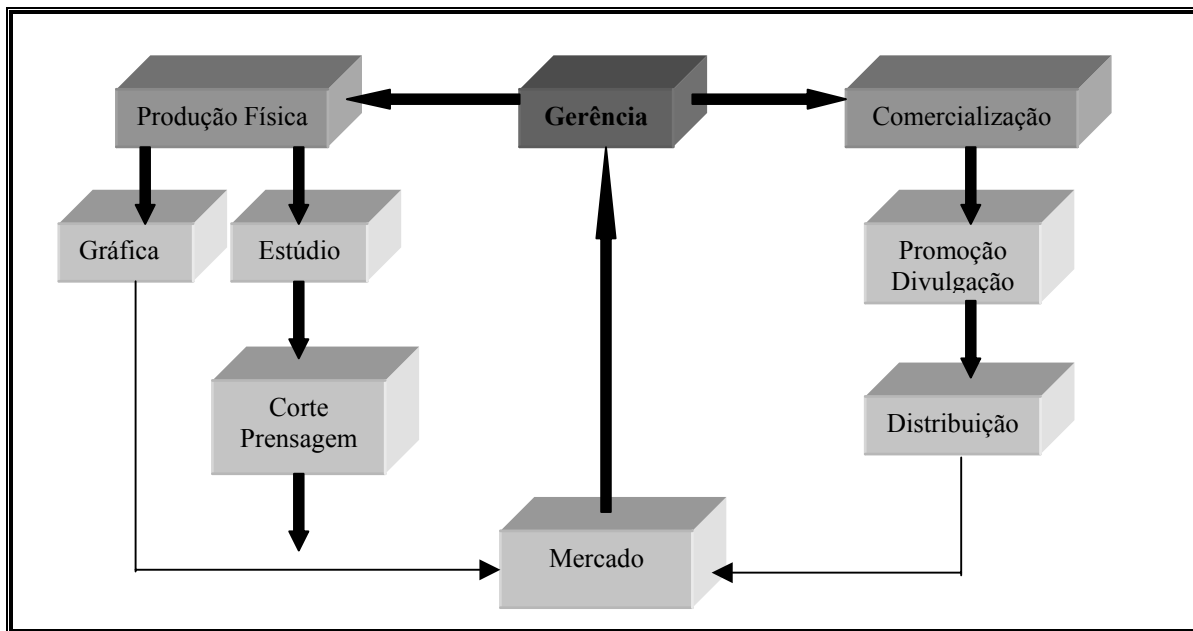 Produção Física
Gerência
Comercialização
Gráfica
Estúdio
Promoção
Divulgação
Corte
Prensagem
Distribuição
Mercado